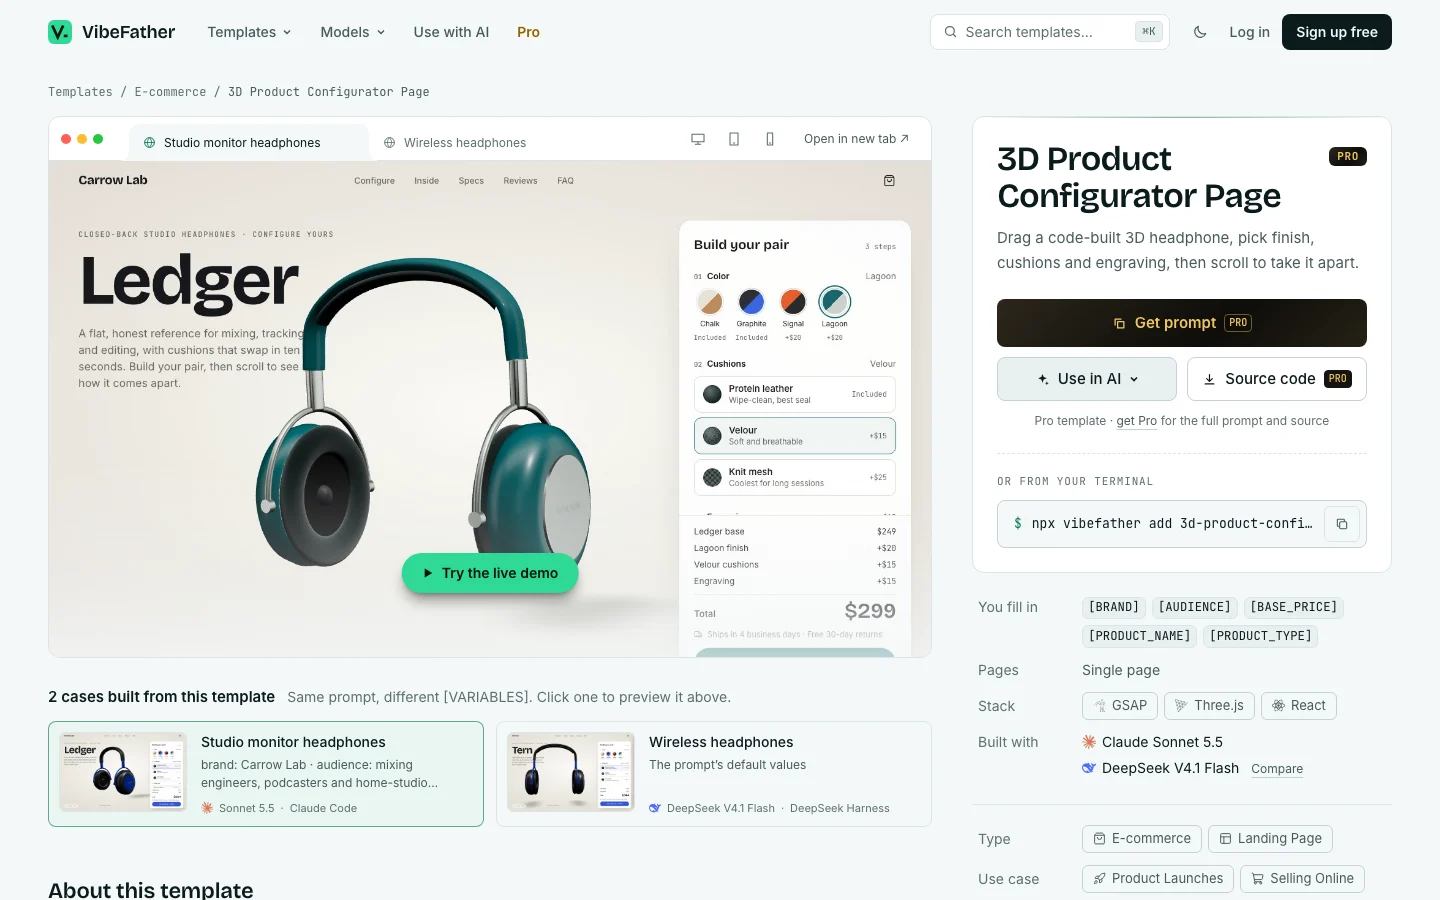 V. VibeFather Templates Models Use with AI Pro Search templates... ⌘K Log in Sign up free
Templates / E-commerce / 3D Product Configurator Page
Studio monitor headphones Wireless headphones Open in new tab ↗
Carrow Lab Configure Inside Specs Reviews FAQ
CLOSED-BACK STUDIO HEADPHONES · CONFIGURE YOURS
Ledger
A flat, honest reference for mixing, tracking
and editing, with cushions that swap in ten
seconds. Build your pair, then scroll to see
how it comes apart.
Build your pair 3 steps
01 Color Lagoon
Chalk Graphite Signal Lagoon
Included Included +$20 +$20
02 Cushions Velour
Protein leather
Wipe-clean, best seal Included
Velour
Soft and breathable +$15
Knit mesh
Coolest for long sessions +$25
Ledger base $249
Lagoon finish +$20
Velour cushions +$15
Engraving +$15
Total $299
Ships in 4 business days · Free 30-day returns
Try the live demo
2 cases built from this template Same prompt, different [VARIABLES]. Click one to preview it above.
Ledger
Studio monitor headphones
brand: Carrow Lab · audience: mixing
engineers, podcasters and home-studio...
Sonnet 5.5 · Claude Code
Tern
Wireless headphones
The prompt's default values
DeepSeek V4.1 Flash · DeepSeek Harness
About this template
3D Product
Configurator Page
PRO
Drag a code-built 3D headphone, pick finish,
cushions and engraving, then scroll to take it apart.
Get prompt PRO
Use in AI Source code PRO
Pro template · get Pro for the full prompt and source
OR FROM YOUR TERMINAL
$ npx vibefather add 3d-product-confi...
You fill in [BRAND] [AUDIENCE] [BASE_PRICE]
[PRODUCT_NAME] [PRODUCT_TYPE]
Pages Single page
Stack GSAP Three.js React
Built with Claude Sonnet 5.5
DeepSeek V4.1 Flash Compare
Type E-commerce Landing Page
Use case Product Launches Selling Online